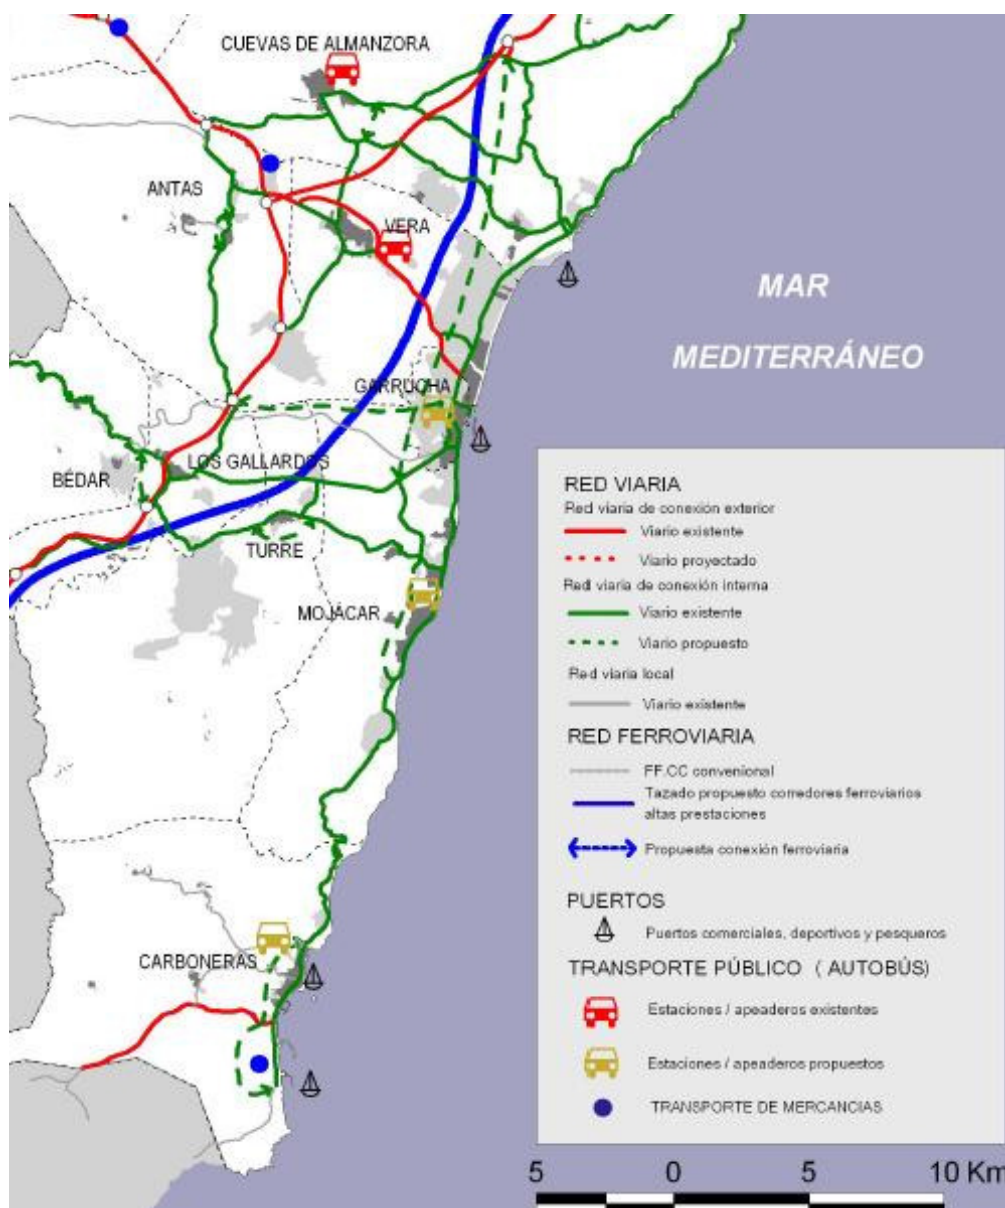 CUEVAS DE ALMANZORA
ANTAS
VERA
MAR
MEDITERRÁNEO
GARRUCHA
BÉDAR
LOS GALLARDOS
TURRE
MOJÁCAR
CARBONERAS
RED VIARIA
Red viaria de conexión exterior
Viario existente
Viario proyectado
Red viaria de conexión interna
Viario existente
Viario propuesto
Red viaria local
Viario existente
RED FERROVIARIA
FF.CC convenional
Tazado propuesto corredores ferroviarios
altas prestaciones
Propuesta conexión ferroviaria
PUERTOS
Puertos comerciales, deportivos y pesqueros
TRANSPORTE PÚBLICO ( AUTOBÚS)
Estaciones / apeaderos existentes
Estaciones / apeaderos propuestos
TRANSPORTE DE MERCANCIAS
5 0 5 10 Km